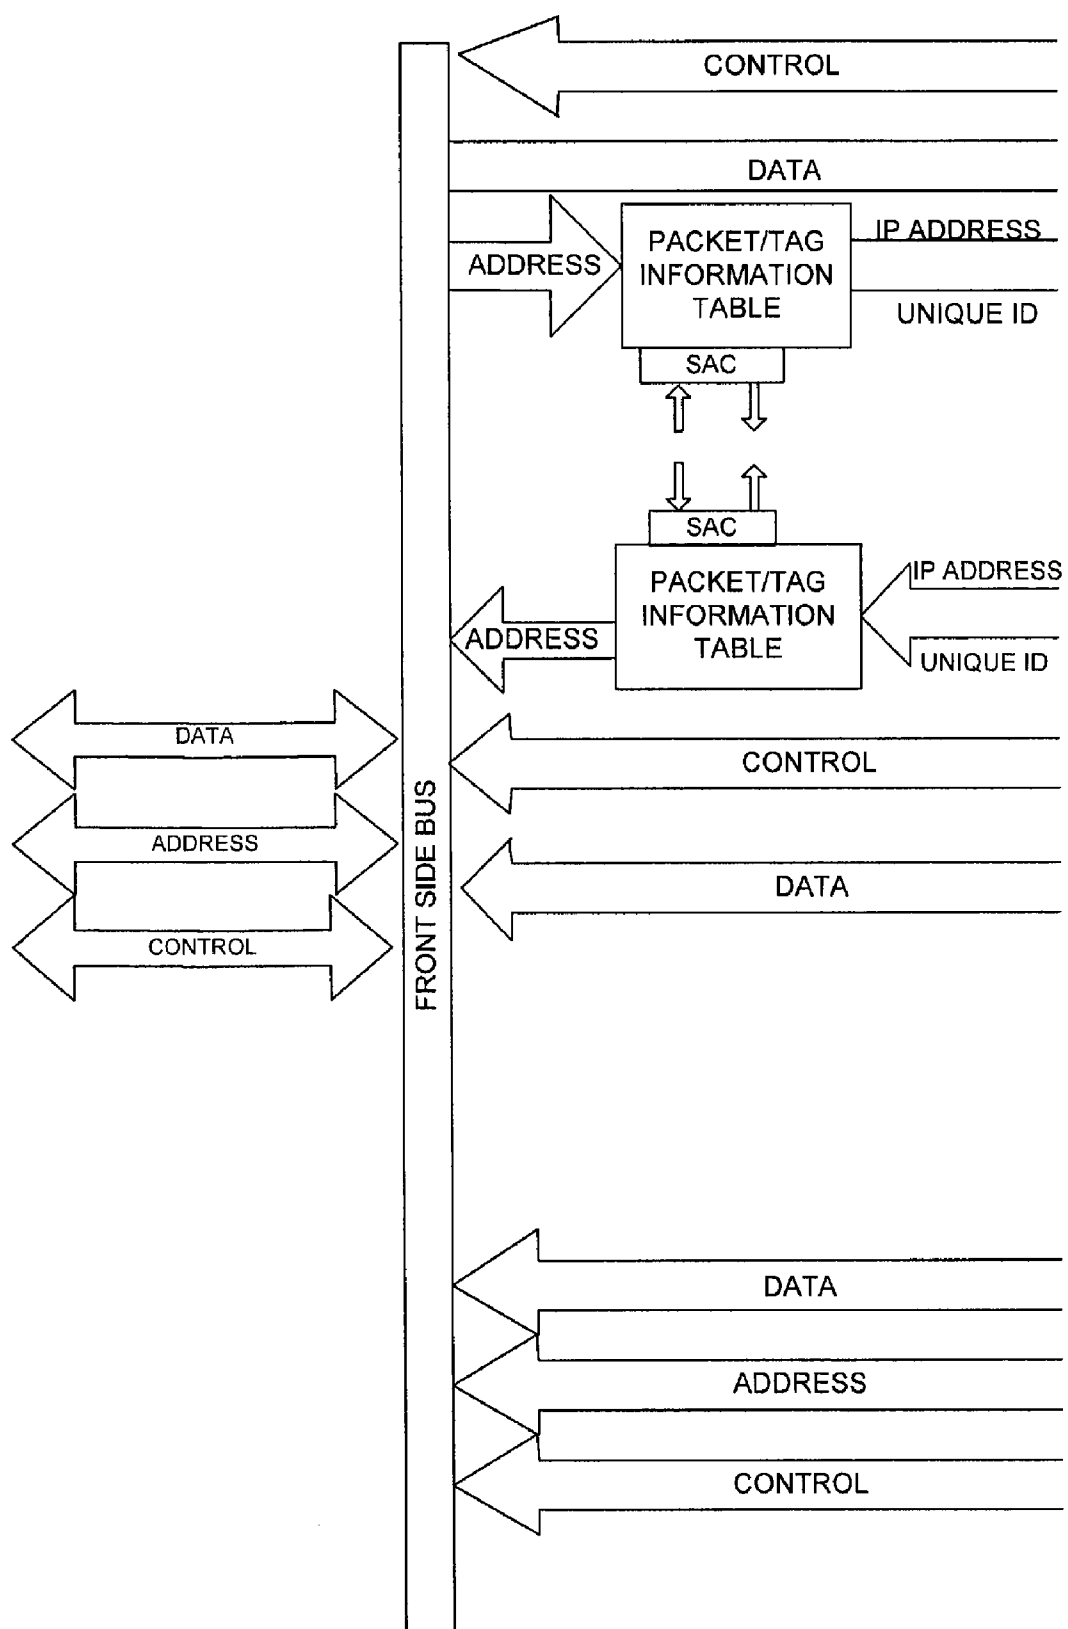 CONTROL
DATA
IP ADDRESS
PACKET/TAG
INFORMATION
TABLE
ADDRESS
UNIQUE ID
SAC
SAC
IP ADDRESS
PACKET/TAG
INFORMATION
TABLE
ADDRESS
UNIQUE ID
DATA
CONTROL
ADDRESS
DATA
CONTROL
FRONT SIDE BUS
DATA
ADDRESS
CONTROL